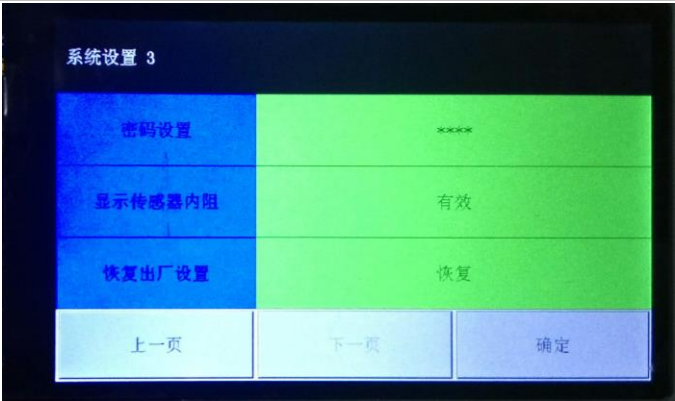 系统设置 3
密码设置 ****
显示传感器内阻 有效
恢复出厂设置 恢复
上一页 下一页 确定